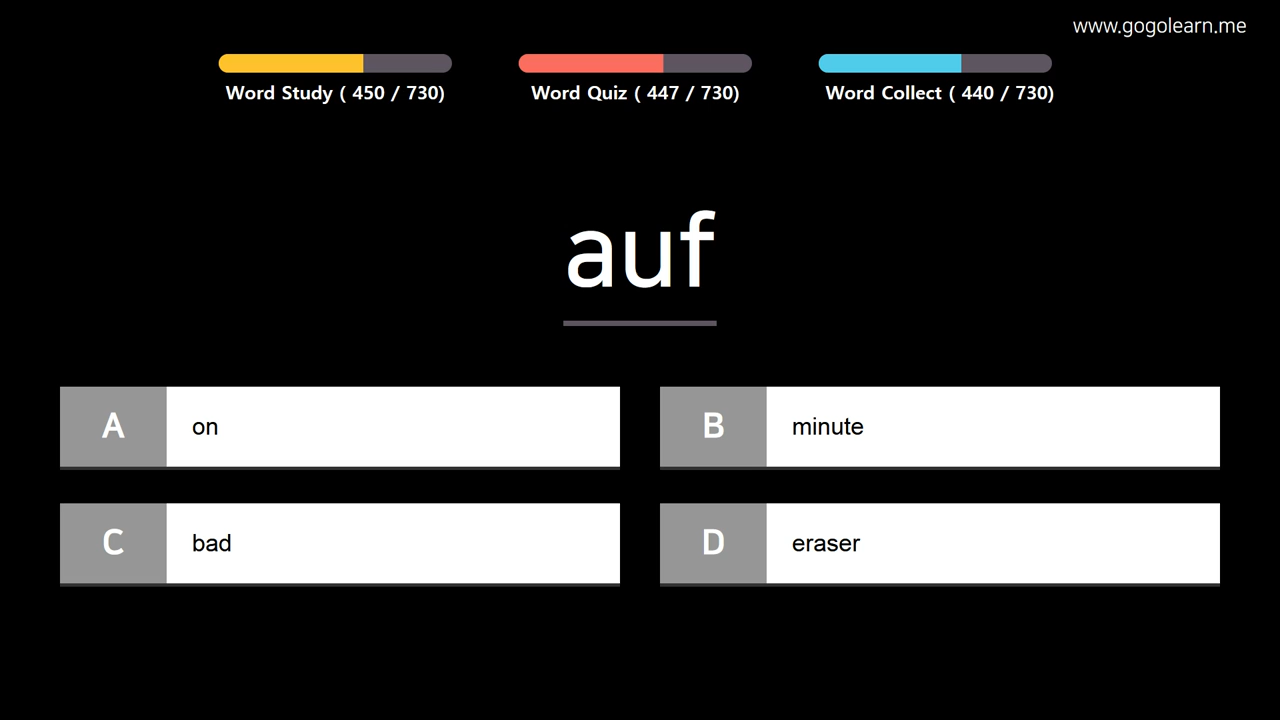 www.gogolearn.me
Word Study ( 450 / 730)
Word Quiz ( 447 / 730)
Word Collect ( 440 / 730)
auf
A on
B minute
C bad
D eraser